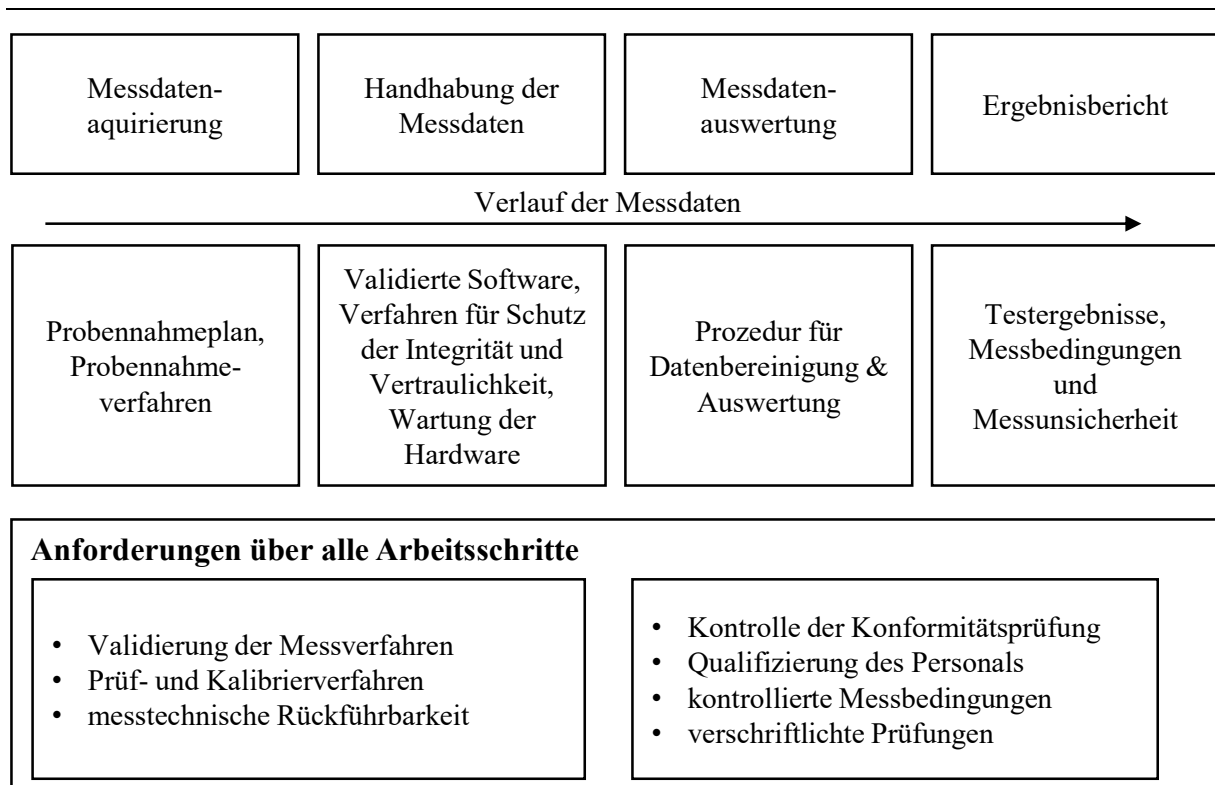 Messdaten-
aquirierung
Handhabung der
Messdaten
Messdaten-
auswertung
Ergebnisbericht
Verlauf der Messdaten
Probennahmeplan,
Probennahme-
verfahren
Validierte Software,
Verfahren für Schutz
der Integrität und
Vertraulichkeit,
Wartung der
Hardware
Prozedur für
Datenbereinigung &
Auswertung
Testergebnisse,
Messbedingungen
und
Messunsicherheit
Anforderungen über alle Arbeitsschritte
• Validierung der Messverfahren
• Prüf- und Kalibrierverfahren
• messtechnische Rückführbarkeit
• Kontrolle der Konformitätsprüfung
• Qualifizierung des Personals
• kontrollierte Messbedingungen
• verschriftlichte Prüfungen